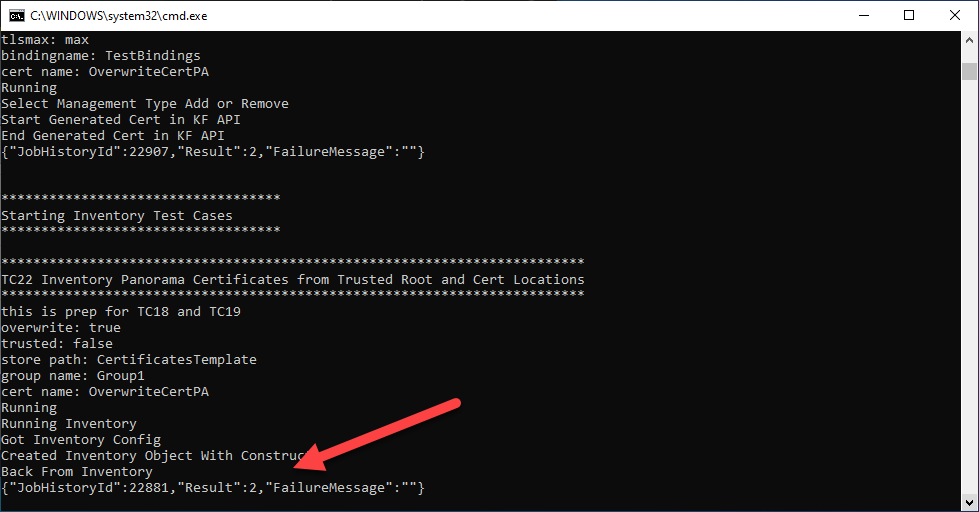 C:\WINDOWS\system32\cmd.exe
tlsmax: max
bindingname: TestBindings
cert name: OverwriteCertPA
Running
Select Management Type Add or Remove
Start Generated Cert in KF API
End Generated Cert in KF API
{"JobHistoryId":22907,"Result":2,"FailureMessage":""}
***********************************
Starting Inventory Test Cases
***********************************
*************************************************************************
TC22 Inventory Panorama Certificates from Trusted Root and Cert Locations
*************************************************************************
this is prep for TC18 and TC19
overwrite: true
trusted: false
store path: CertificatesTemplate
group name: Group1
cert name: OverwriteCertPA
Running
Running Inventory
Got Inventory Config
Created Inventory Object With
Back From Inventory
{"JobHistoryId":22881,"Result":2,"FailureMessage":""}